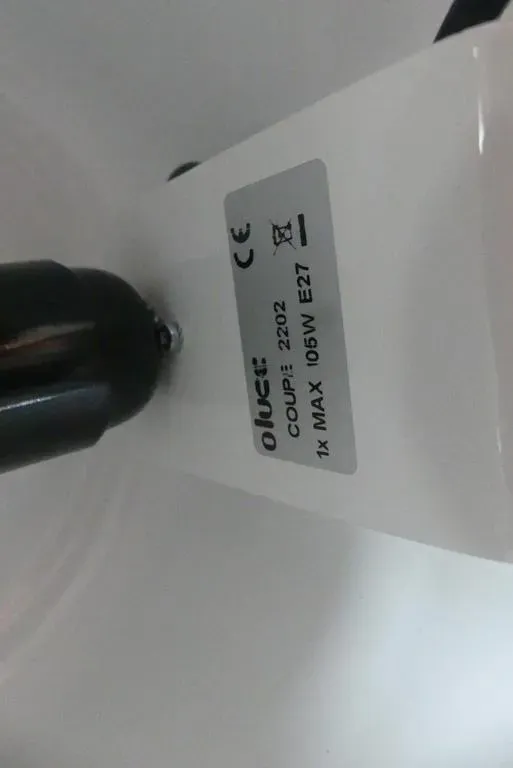 oluce CE
COUPE 2202
1x MAX 105W E27